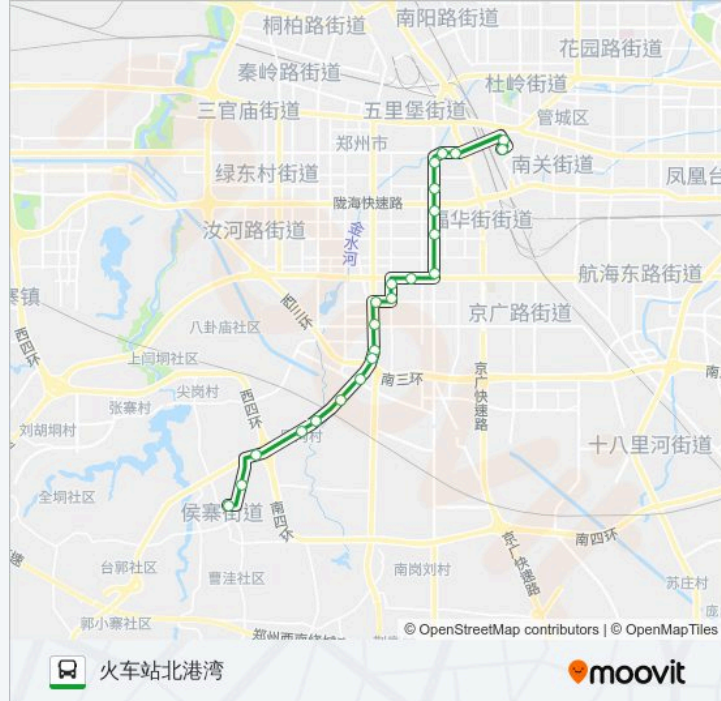 桐柏路街道
南阳路街道
花园路街道
秦岭路街道
杜岭街道
三官庙街道
五里堡街道
管城区
郑州市
绿东村街道
南关街道
凤凰台
陇海快速路
福华街街道
汝河路街道
金水河
航海东路街道
寨镇
西三环
京广路街道
八卦庙社区
西四环
上闫垌社区
南三环
京广快速路
尖岗村
张寨村
西四环
刘胡垌村
十八里河街道
全垌社区
侯寨街道
南四环
南四环
京广快速路
台郭社区
曹洼社区
南岗刘村
苏庄村
郭小寨社区
© OpenStreetMap contributors | © OpenMapTiles
火车站北港湾
moovit